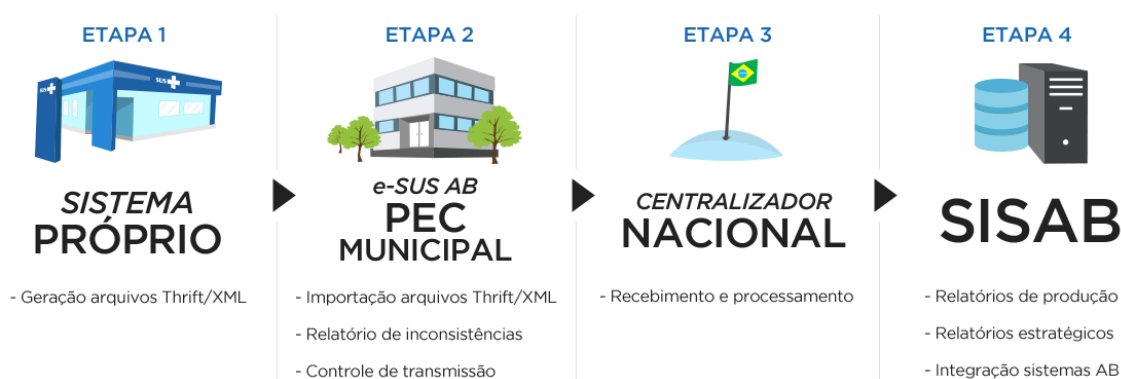 ETAPA 1
SUS
SUS
SISTEMA
PRÓPRIO
- Geração arquivos Thrift/XML
ETAPA 2
e-SUS AB
PEC
MUNICIPAL
- Importação arquivos Thrift/XML
- Relatório de inconsistências
- Controle de transmissão
ETAPA 3
CENTRALIZADOR
NACIONAL
- Recebimento e processamento
ETAPA 4
SISAB
- Relatórios de produção
- Relatórios estratégicos
- Integração sistemas AB